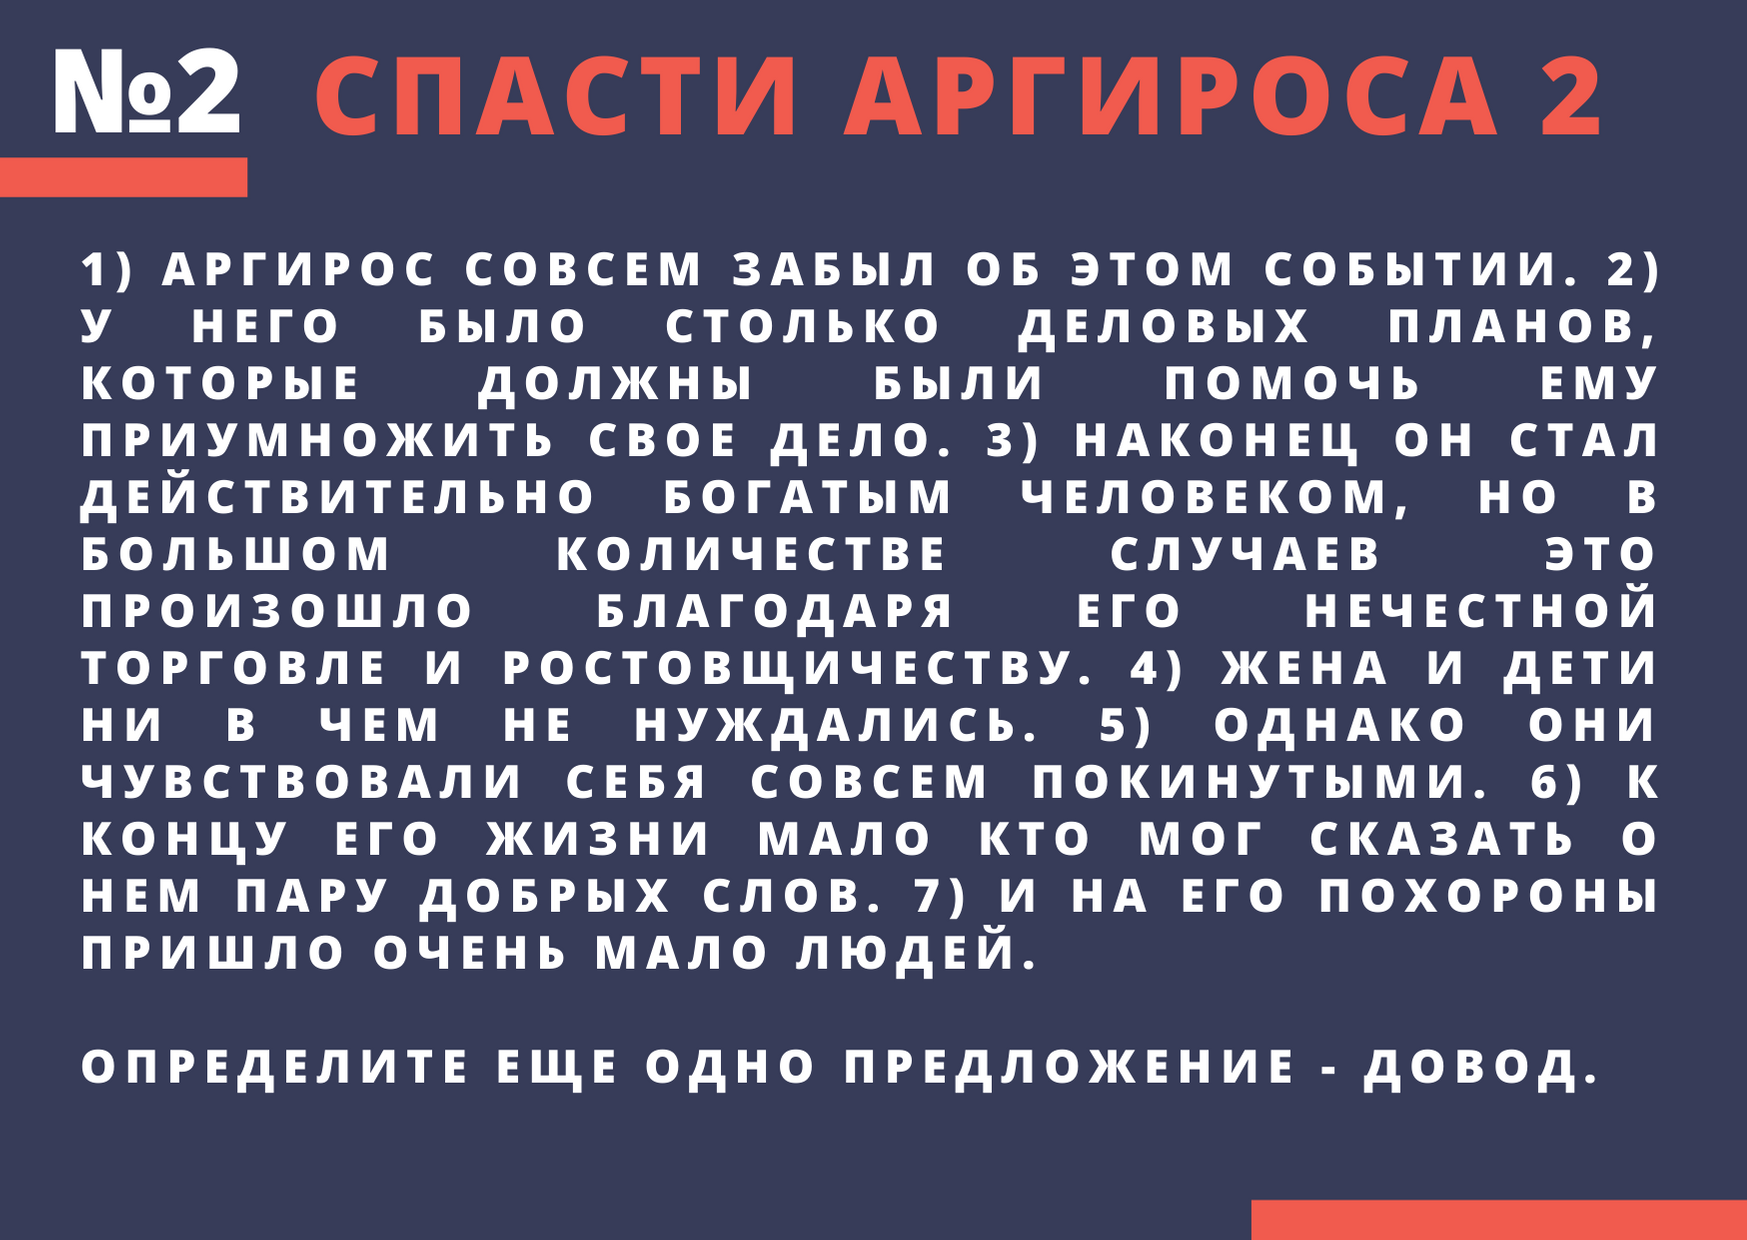 №2 СПАСТИ АРГИРОСА 2
1) АРГИРОС СОВСЕМ ЗАБЫЛ ОБ ЭТОМ СОБЫТИИ. 2)
У НЕГО БЫЛО СТОЛЬКО ДЕЛОВЫХ ПЛАНОВ,
КОТОРЫЕ ДОЛЖНЫ БЫЛИ ПОМОЧЬ ЕМУ
ПРИУМНОЖИТЬ СВОЕ ДЕЛО. 3) НАКОНЕЦ ОН СТАЛ
ДЕЙСТВИТЕЛЬНО БОГАТЫМ ЧЕЛОВЕКОМ, НО В
БОЛЬШОМ КОЛИЧЕСТВЕ СЛУЧАЕВ ЭТО
ПРОИЗОШЛО БЛАГОДАРЯ ЕГО НЕЧЕСТНОЙ
ТОРГОВЛЕ И РОСТОВЩИЧЕСТВУ. 4) ЖЕНА И ДЕТИ
НИ В ЧЕМ НЕ НУЖДАЛИСЬ. 5) ОДНАКО ОНИ
ЧУВСТВОВАЛИ СЕБЯ СОВСЕМ ПОКИНУТЫМИ. 6) К
КОНЦУ ЕГО ЖИЗНИ МАЛО КТО МОГ СКАЗАТЬ О
НЕМ ПАРУ ДОБРЫХ СЛОВ. 7) И НА ЕГО ПОХОРОНЫ
ПРИШЛО ОЧЕНЬ МАЛО ЛЮДЕЙ.
ОПРЕДЕЛИТЕ ЕЩЕ ОДНО ПРЕДЛОЖЕНИЕ - ДОВОД.